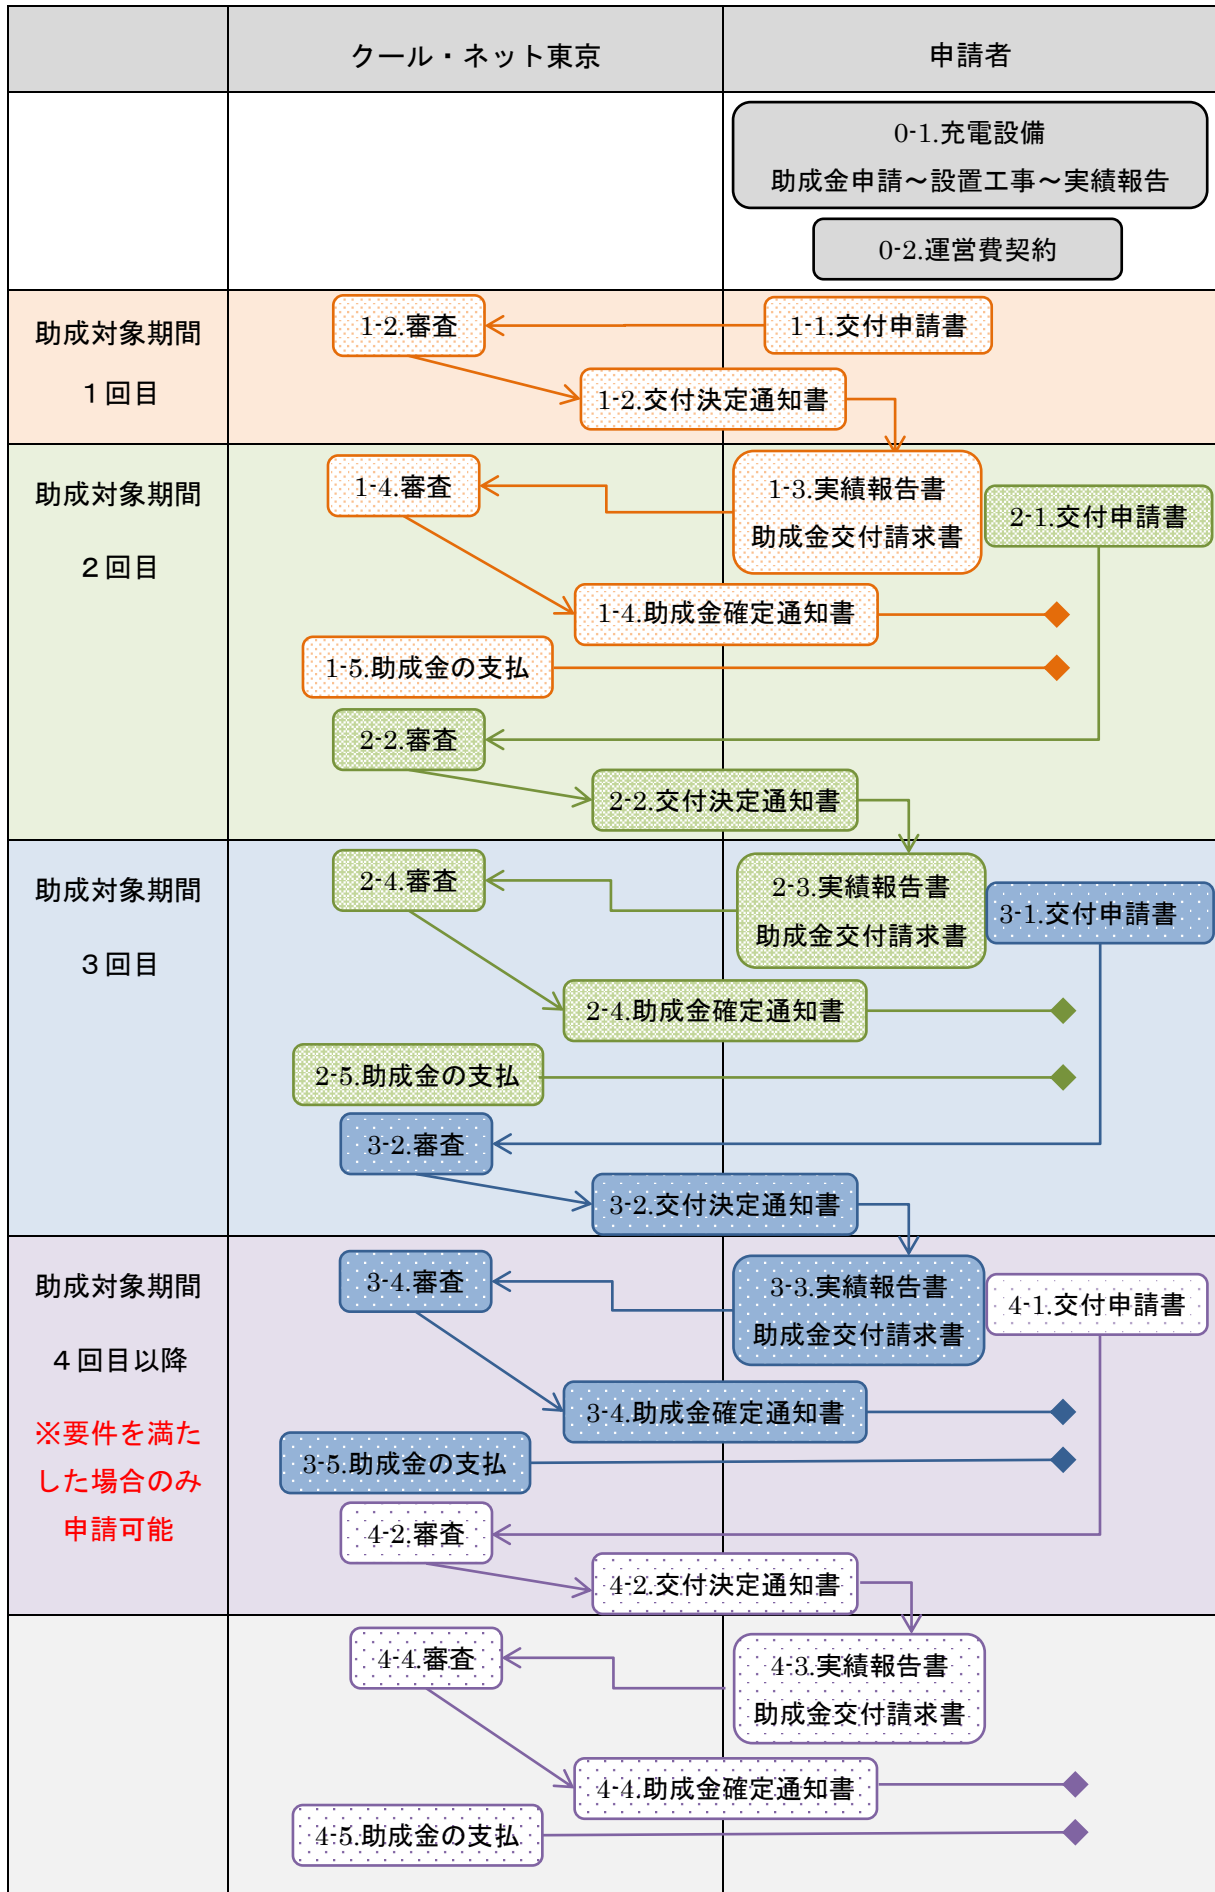 クール・ネット東京
申請者
0-1.充電設備
助成金申請～設置工事～実績報告
0-2.運営費契約
助成対象期間
１回目
1-2.審査
1-1.交付申請書
1-2.交付決定通知書
助成対象期間
２回目
1-4.審査
1-3.実績報告書
助成金交付請求書
2-1.交付申請書
1-4.助成金確定通知書
1-5.助成金の支払
2-2.審査
2-2.交付決定通知書
助成対象期間
３回目
2-4.審査
2-3.実績報告書
助成金交付請求書
3-1.交付申請書
2-4.助成金確定通知書
2-5.助成金の支払
3-2.審査
3-2.交付決定通知書
助成対象期間
４回目以降
※要件を満た
した場合のみ
申請可能
3-4.審査
3-3.実績報告書
助成金交付請求書
4-1.交付申請書
3-4.助成金確定通知書
3-5.助成金の支払
4-2.審査
4-2.交付決定通知書
4-4.審査
4-3.実績報告書
助成金交付請求書
4-4.助成金確定通知書
4-5.助成金の支払